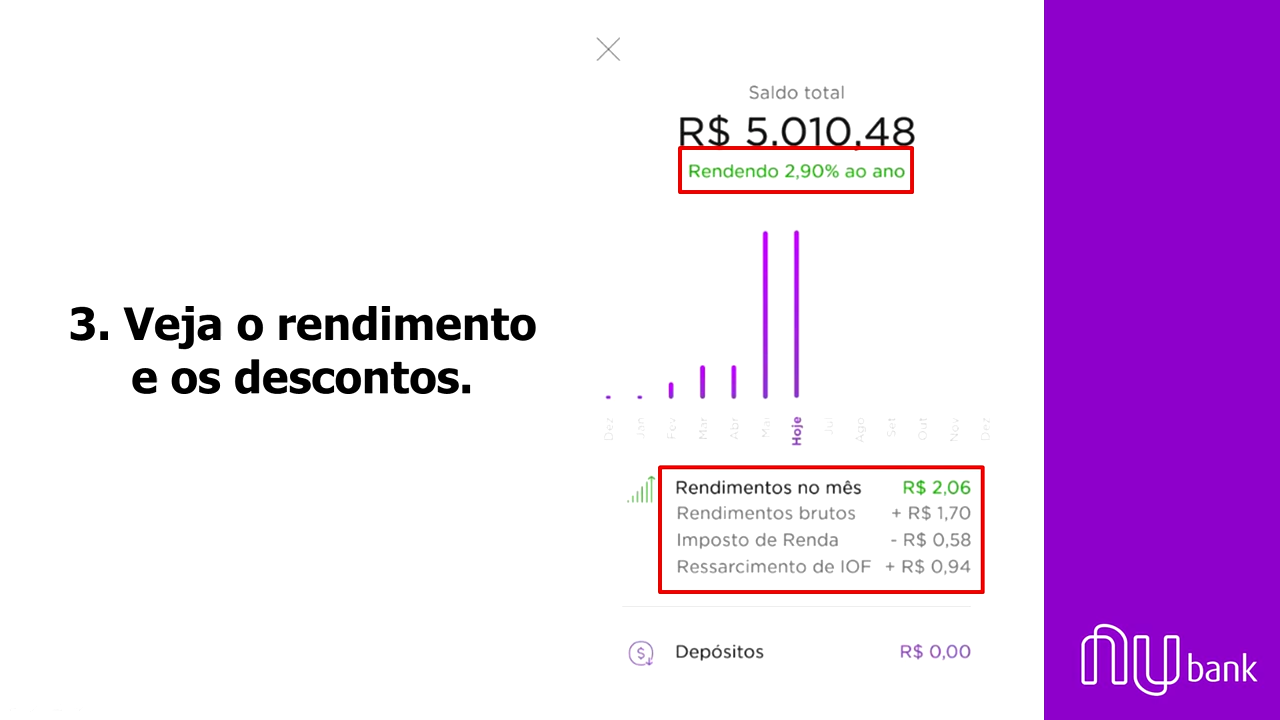 3. Veja o rendimento
e os descontos.
Saldo total
R$ 5.010,48
Rendendo 2,90% ao ano
Dez Jan Fev Mar Abr Mai Hoje Jul Ago Set Out Nov Dez
Rendimentos no mês R$ 2,06
Rendimentos brutos + R$ 1,70
Imposto de Renda - R$ 0,58
Ressarcimento de IOF + R$ 0,94
Depósitos R$ 0,00
nubank